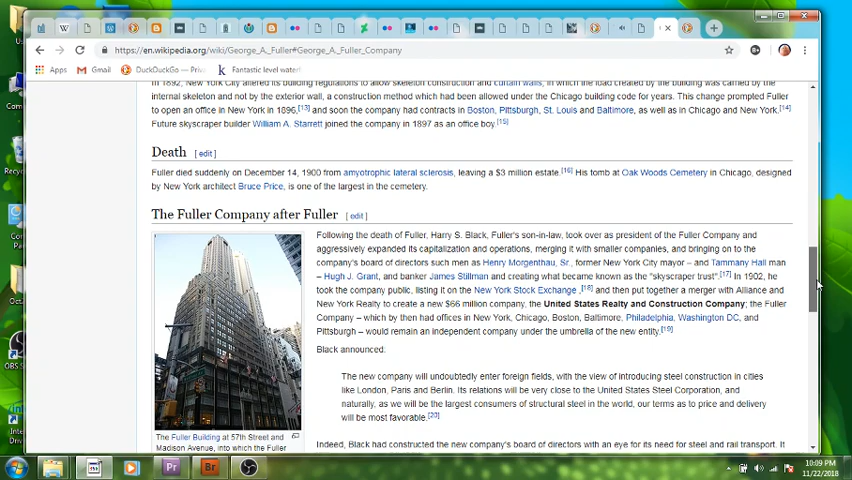 https://en.wikipedia.org/wiki/George_A._Fuller#George_A._Fuller_Company
Apps
Gmail
DuckDuckGo — Priv
Fantastic level water
In 1892, New York City altered its building regulations to allow skeleton construction and curtain walls, in which the load created by the building was carried by the
internal skeleton and not by the exterior wall, a construction method which had been allowed under the Chicago building code for years. This change prompted Fuller
to open an office in New York in 1896,[13] and soon the company had contracts in Boston, Pittsburgh, St. Louis and Baltimore, as well as in Chicago and New York.[14]
Future skyscraper builder William A. Starrett joined the company in 1897 as an office boy.[15]
Death [ edit ]
Fuller died suddenly on December 14, 1900 from amyotrophic lateral sclerosis, leaving a $3 million estate.[16] His tomb at Oak Woods Cemetery in Chicago, designed
by New York architect Bruce Price, is one of the largest in the cemetery.
The Fuller Company after Fuller [ edit ]
Following the death of Fuller, Harry S. Black, Fuller's son-in-law, took over as president of the Fuller Company and
aggressively expanded its capitalization and operations, merging it with smaller companies, and bringing on to the
company's board of directors such men as Henry Morgenthau, Sr., former New York City mayor – and Tammany Hall man
– Hugh J. Grant, and banker James Stillman and creating what became known as the "skyscraper trust".[17] In 1902, he
took the company public, listing it on the New York Stock Exchange ,[18] and then put together a merger with Alliance and
New York Realty to create a new $66 million company, the United States Realty and Construction Company; the Fuller
Company – which by then had offices in New York, Chicago, Boston, Baltimore, Philadelphia, Washington DC, and
Pittsburgh – would remain an independent company under the umbrella of the new entity.[19]
Black announced:
The new company will undoubtedly enter foreign fields, with the view of introducing steel construction in cities
like London, Paris and Berlin. Its relations will be very close to the United States Steel Corporation, and
naturally, as we will be the largest consumers of structural steel in the world, our terms as to price and delivery
will be most favorable.[20]
Indeed, Black had constructed the new company's board of directors with an eye for its need for steel and rail transport. It
The Fuller Building at 57th Street and
Madison Avenue, into which the Fuller
Recy
Oct.
OBS S
Inter
Driv
Pr
Br
10:09 PM
11/22/2018